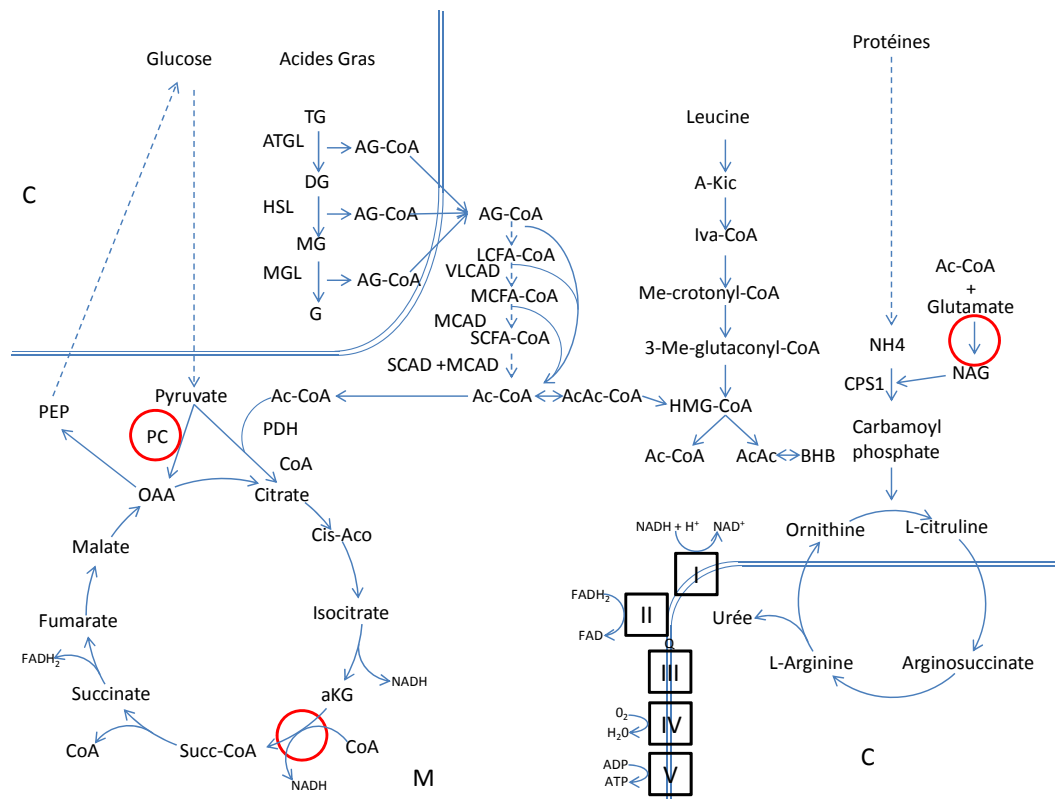 Glucose
Acides Gras
Protéines
TG
ATGL
AG-CoA
DG
HSL
AG-CoA
MG
MGL
AG-CoA
G
C
AG-CoA
LCFA-CoA
VLCAD
MCFA-CoA
MCAD
SCFA-CoA
SCAD +MCAD
Leucine
A-Kic
Iva-CoA
Me-crotonyl-CoA
3-Me-glutaconyl-CoA
Ac-CoA
+
Glutamate
NH4
NAG
CPS1
PEP
Pyruvate
Ac-CoA
Ac-CoA
AcAc-CoA
HMG-CoA
PC
PDH
CoA
Ac-CoA
AcAc
BHB
Carbamoyl
phosphate
OAA
Citrate
Malate
Cis-Aco
Fumarate
Isocitrate
FADH2
NADH
Succinate
aKG
CoA
Succ-CoA
CoA
NADH
M
NADH + H⁺
NAD⁺
I
FADH2
II
FAD
Q
III
O2
IV
H2O
ADP
V
ATP
Ornithine
L-citruline
Urée
L-Arginine
Arginosuccinate
C